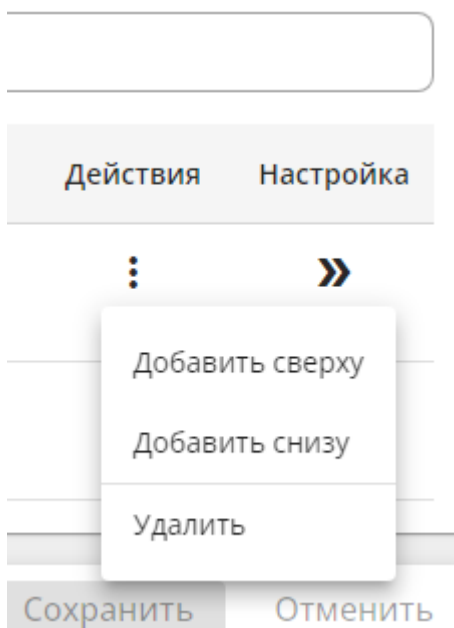 Действия Настройка
Добавить сверху
Добавить снизу
Удалить
Сохранить Отменить